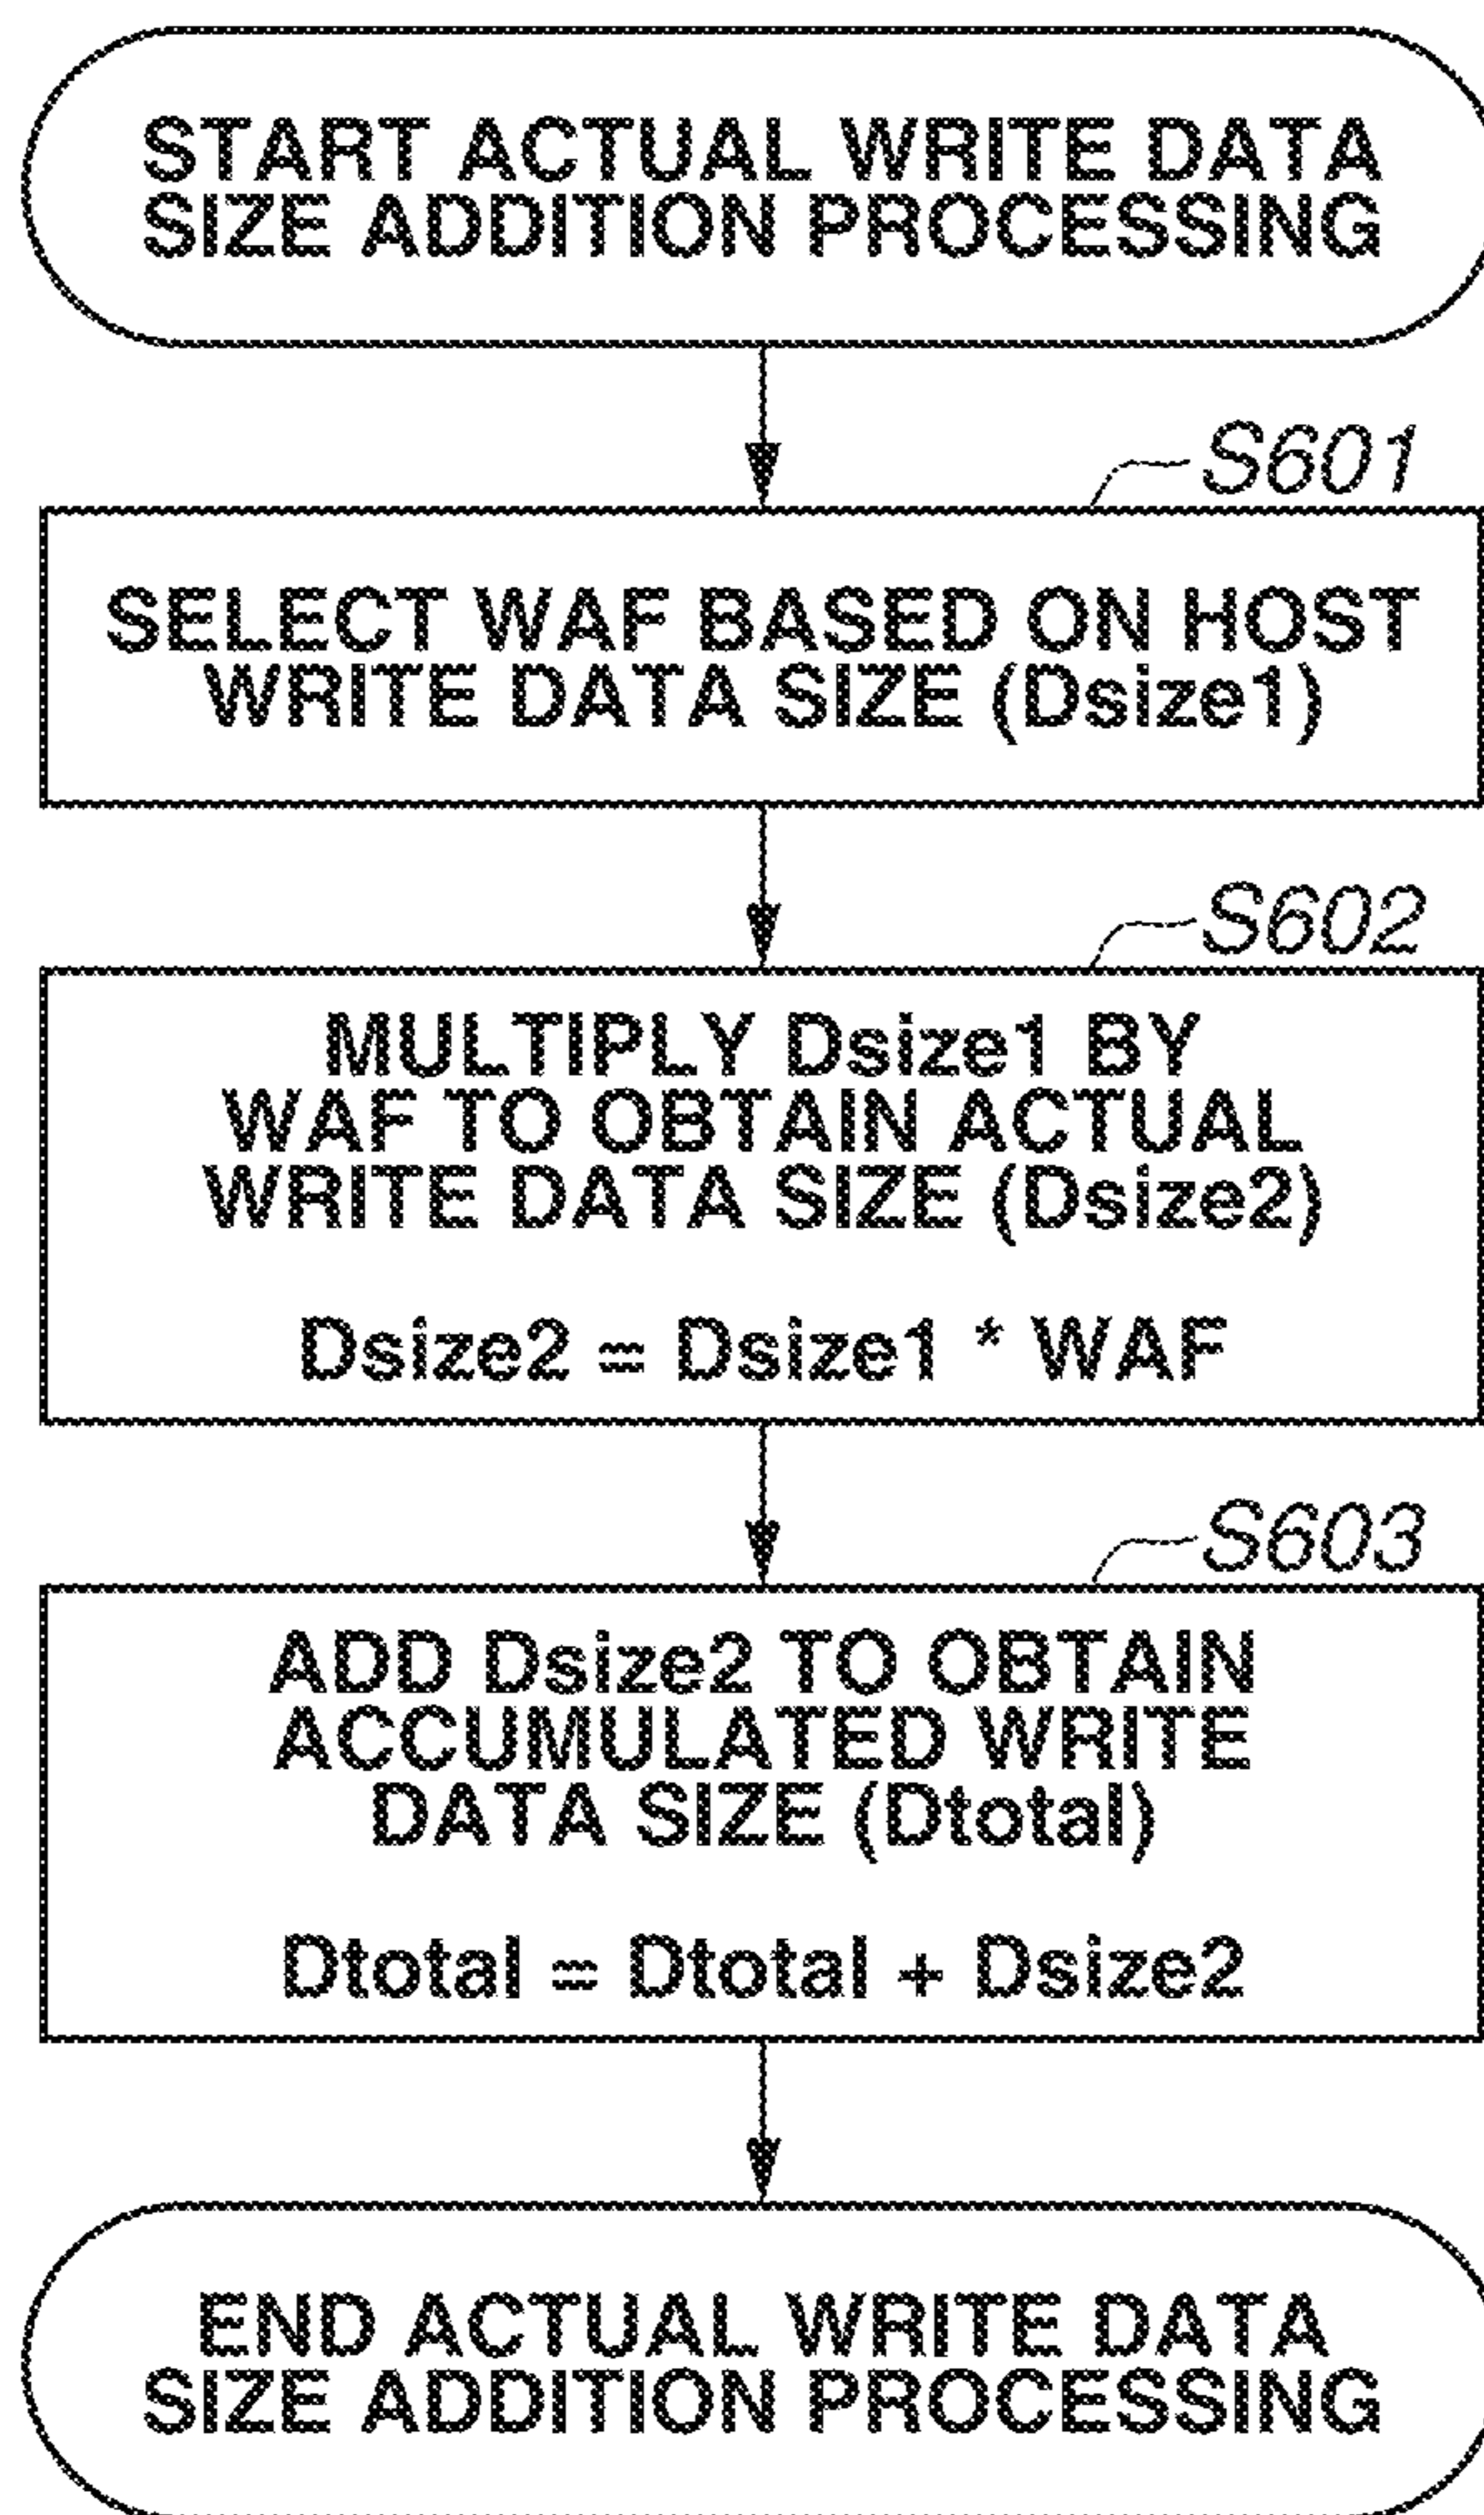 START ACTUAL WRITE DATA
SIZE ADDITION PROCESSING
S601
SELECT WAF BASED ON HOST
WRITE DATA SIZE (Dsize1)
S602
MULTIPLY Dsize1 BY
WAF TO OBTAIN ACTUAL
WRITE DATA SIZE (Dsize2)
Dsize2 = Dsize1 * WAF
S603
ADD Dsize2 TO OBTAIN
ACCUMULATED WRITE
DATA SIZE (Dtotal)
Dtotal = Dtotal + Dsize2
END ACTUAL WRITE DATA
SIZE ADDITION PROCESSING